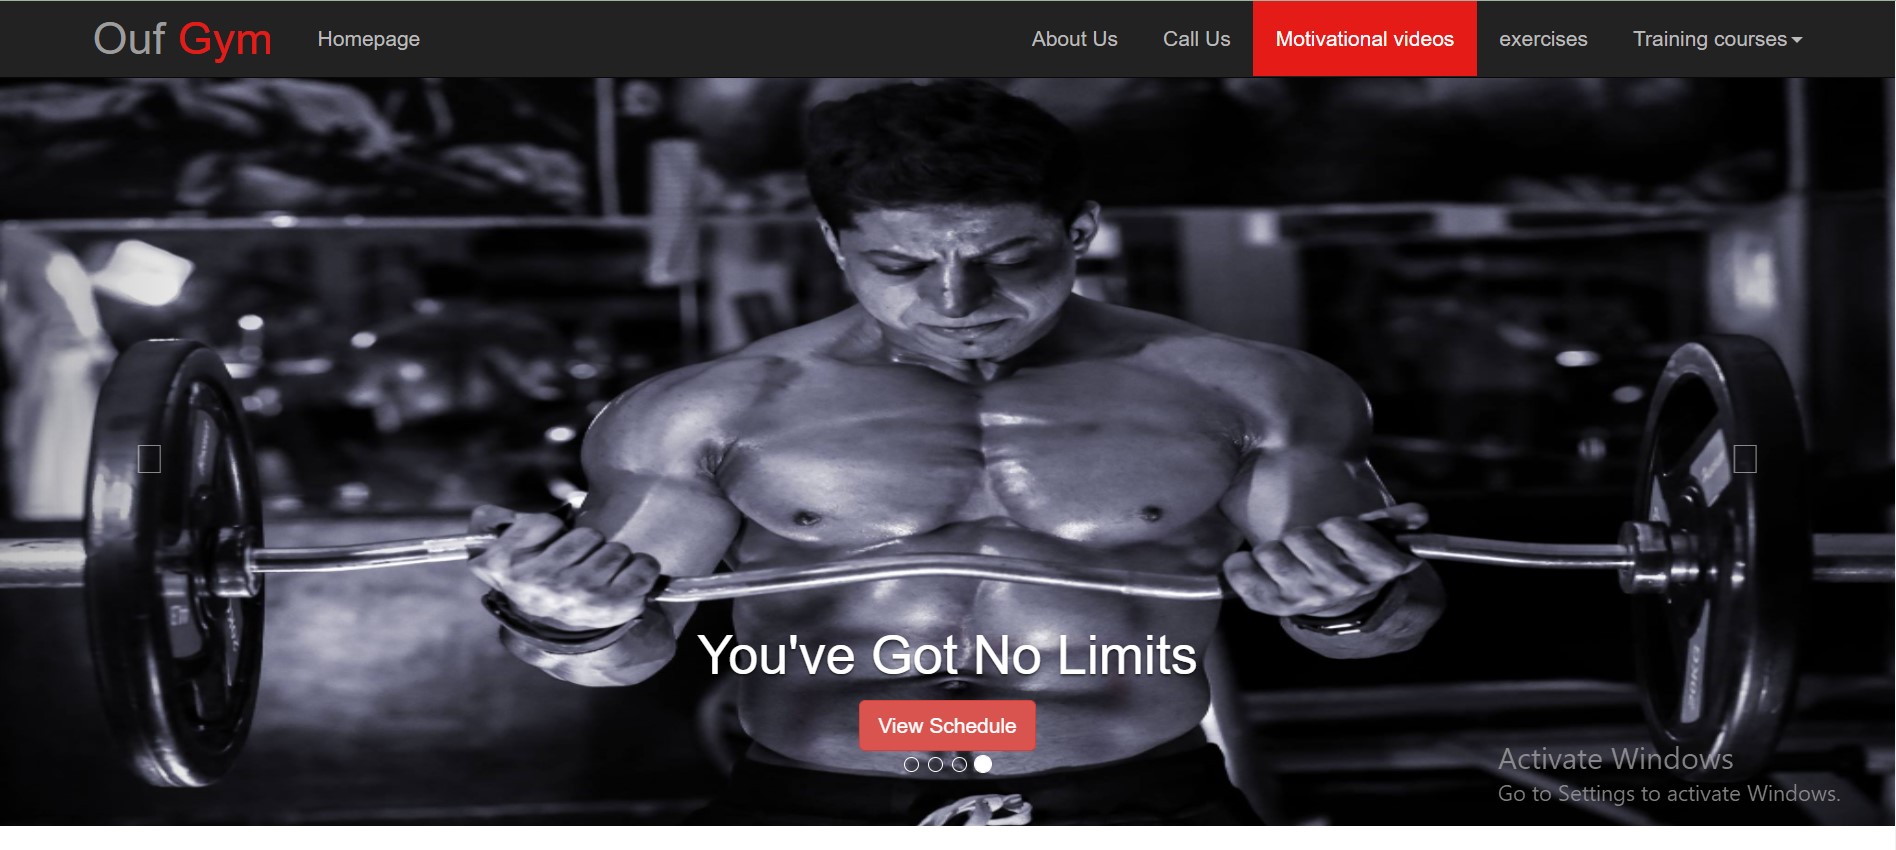 Ouf Gym Homepage About Us Call Us Motivational videos exercises Training courses
You've Got No Limits
View Schedule
Activate Windows
Go to Settings to activate Windows.